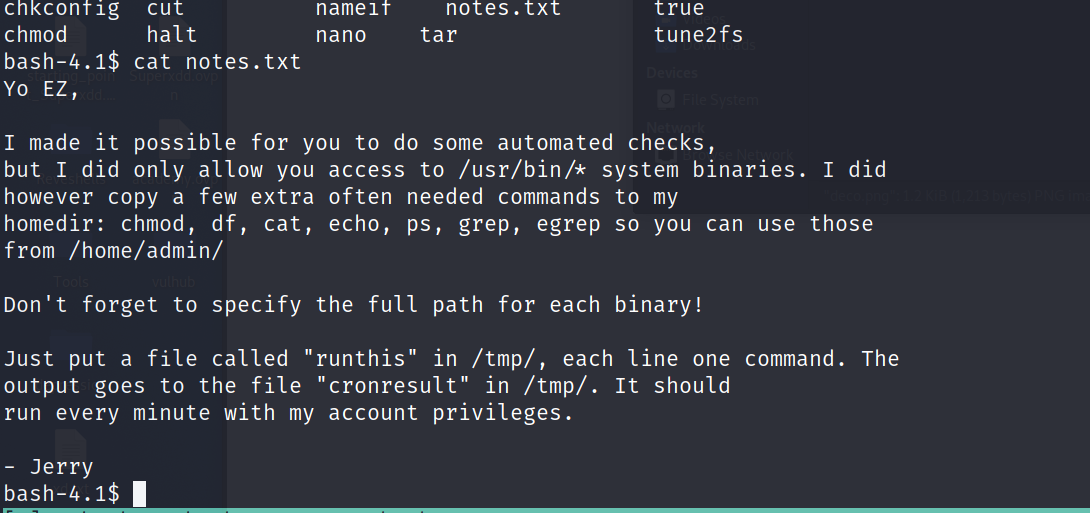 chkconfig cut nameif notes.txt true
chmod halt nano tar tune2fs
bash-4.1$ cat notes.txt
Yo EZ,
I made it possible for you to do some automated checks,
but I did only allow you access to /usr/bin/* system binaries. I did
however copy a few extra often needed commands to my
homedir: chmod, df, cat, echo, ps, grep, egrep so you can use those
from /home/admin/
Don't forget to specify the full path for each binary!
Just put a file called "runthis" in /tmp/, each line one command. The
output goes to the file "cronresult" in /tmp/. It should
run every minute with my account privileges.
- Jerry
bash-4.1$
Devices
File System
Tools
vulhub